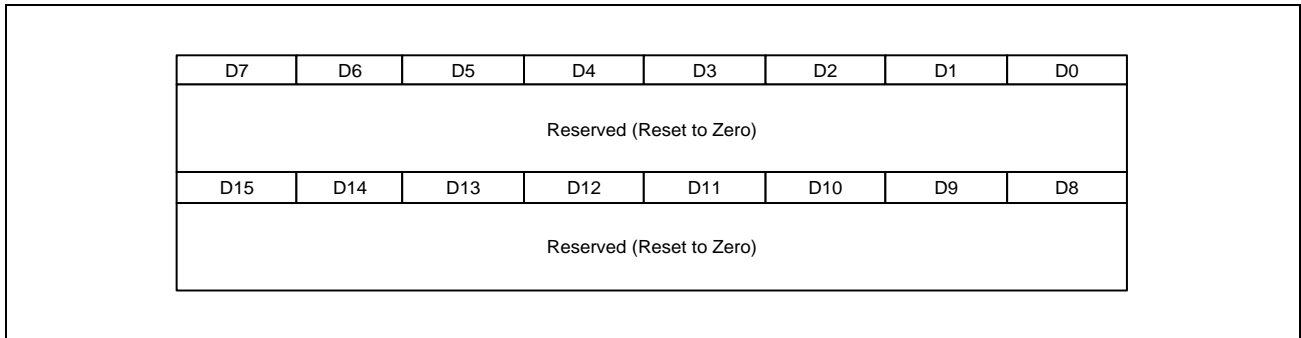 D7 D6 D5 D4 D3 D2 D1 D0
Reserved (Reset to Zero)
D15 D14 D13 D12 D11 D10 D9 D8
Reserved (Reset to Zero)